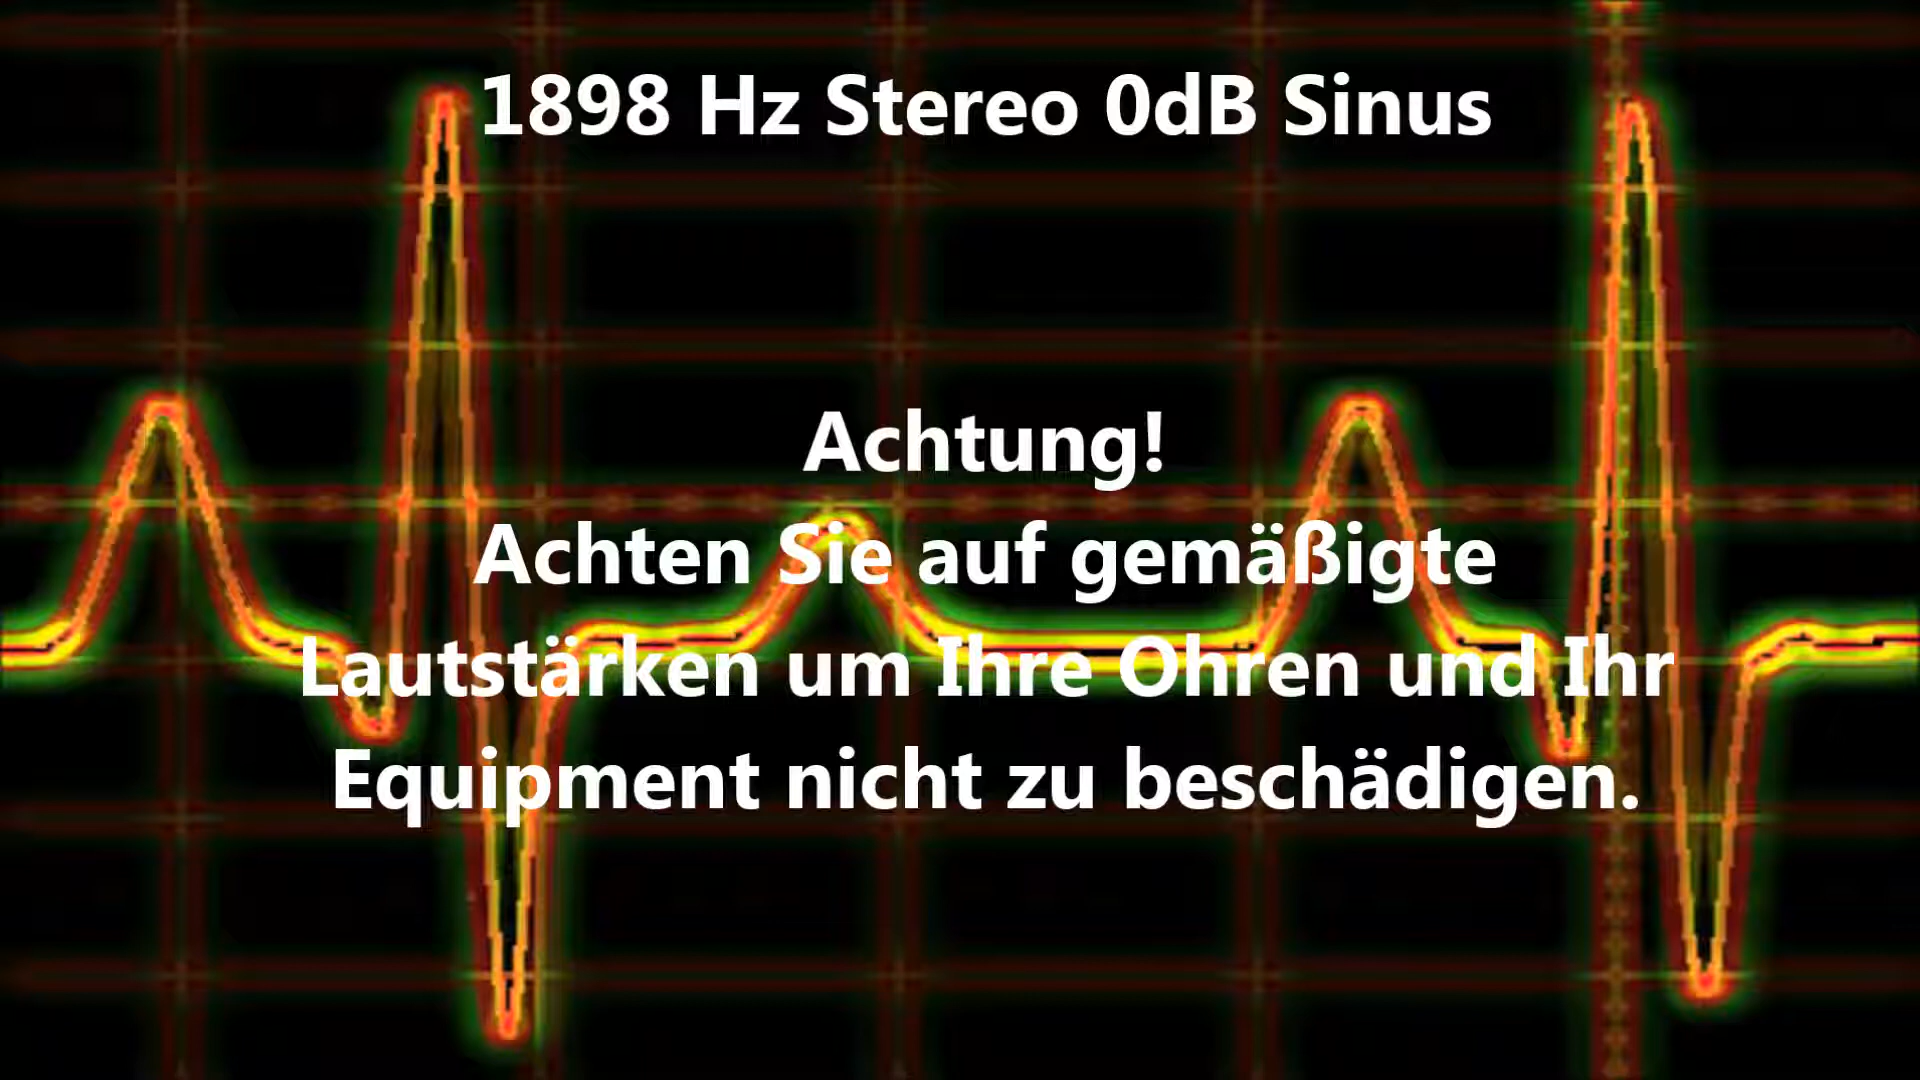 1898 Hz Stereo 0dB Sinus
Achtung!
Achten Sie auf gemäßigte
Lautstärken um Ihre Ohren und Ihr
Equipment nicht zu beschädigen.